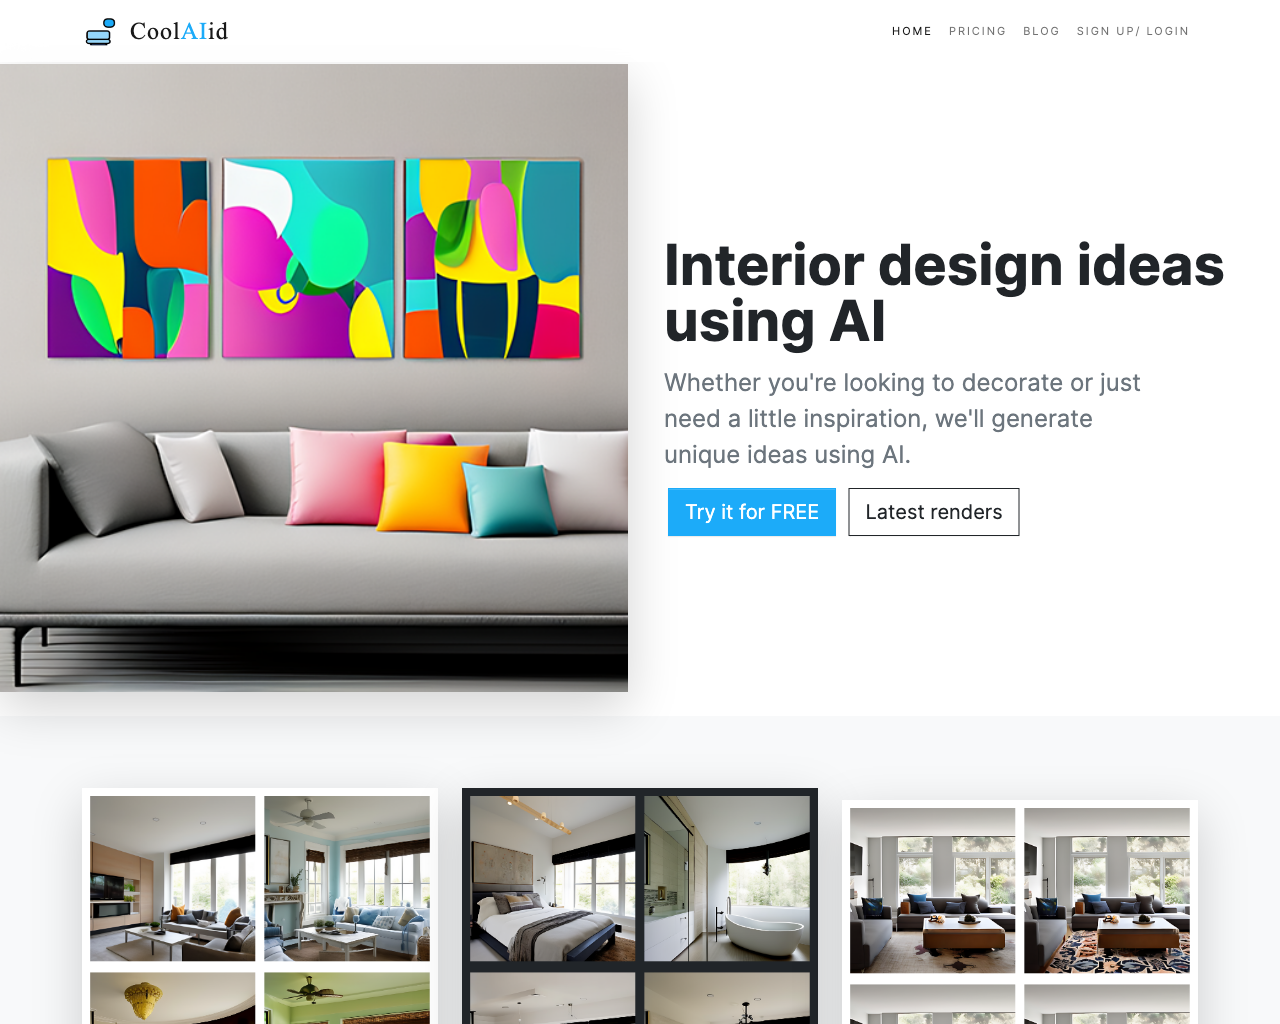 CoolAIid
HOME PRICING BLOG SIGN UP/ LOGIN
Interior design ideas
using AI
Whether you're looking to decorate or just
need a little inspiration, we'll generate
unique ideas using AI.
Try it for FREE Latest renders